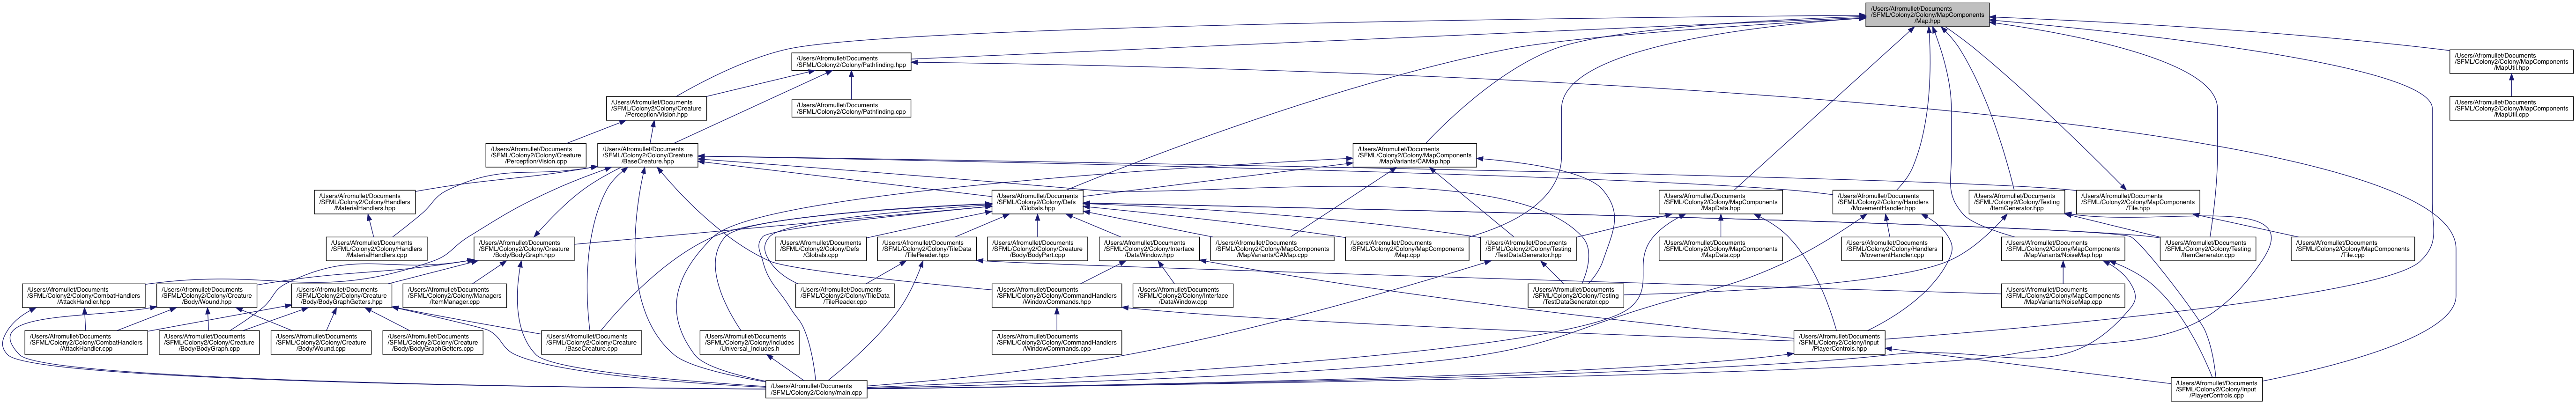 /Users/Afromullet/Documents
/SFML/Colony2/Colony/MapComponents
/Map.hpp
/Users/Afromullet/Documents
/SFML/Colony2/Colony/Pathfinding.hpp
/Users/Afromullet/Documents
/SFML/Colony2/Colony/MapComponents
/MapUtil.hpp
/Users/Afromullet/Documents
/SFML/Colony2/Colony/Creature
/Perception/Vision.hpp
/Users/Afromullet/Documents
/SFML/Colony2/Colony/Pathfinding.cpp
/Users/Afromullet/Documents
/SFML/Colony2/Colony/MapComponents
/MapUtil.cpp
/Users/Afromullet/Documents
/SFML/Colony2/Colony/Creature
/Perception/Vision.cpp
/Users/Afromullet/Documents
/SFML/Colony2/Colony/Creature
/BaseCreature.hpp
/Users/Afromullet/Documents
/SFML/Colony2/Colony/MapComponents
/MapVariants/CAMap.hpp
/Users/Afromullet/Documents
/SFML/Colony2/Colony/Handlers
/MaterialHandlers.hpp
/Users/Afromullet/Documents
/SFML/Colony2/Colony/Defs
/Globals.hpp
/Users/Afromullet/Documents
/SFML/Colony2/Colony/MapComponents
/MapData.hpp
/Users/Afromullet/Documents
/SFML/Colony2/Colony/Handlers
/MovementHandler.hpp
/Users/Afromullet/Documents
/SFML/Colony2/Colony/Testing
/ItemGenerator.hpp
/Users/Afromullet/Documents
/SFML/Colony2/Colony/MapComponents
/Tile.hpp
/Users/Afromullet/Documents
/SFML/Colony2/Colony/Handlers
/MaterialHandlers.cpp
/Users/Afromullet/Documents
/SFML/Colony2/Colony/Creature
/Body/BodyGraph.hpp
/Users/Afromullet/Documents
/SFML/Colony2/Colony/Defs
/Globals.cpp
/Users/Afromullet/Documents
/SFML/Colony2/Colony/TileData
/TileReader.hpp
/Users/Afromullet/Documents
/SFML/Colony2/Colony/Creature
/Body/BodyPart.cpp
/Users/Afromullet/Documents
/SFML/Colony2/Colony/Interface
/DataWindow.hpp
/Users/Afromullet/Documents
/SFML/Colony2/Colony/MapComponents
/MapVariants/CAMap.cpp
/Users/Afromullet/Documents
/SFML/Colony2/Colony/MapComponents
/Map.cpp
/Users/Afromullet/Documents
/SFML/Colony2/Colony/Testing
/TestDataGenerator.hpp
/Users/Afromullet/Documents
/SFML/Colony2/Colony/MapComponents
/MapData.cpp
/Users/Afromullet/Documents
/SFML/Colony2/Colony/Handlers
/MovementHandler.cpp
/Users/Afromullet/Documents
/SFML/Colony2/Colony/MapComponents
/MapVariants/NoiseMap.hpp
/Users/Afromullet/Documents
/SFML/Colony2/Colony/Testing
/ItemGenerator.cpp
/Users/Afromullet/Documents
/SFML/Colony2/Colony/MapComponents
/Tile.cpp
/Users/Afromullet/Documents
/SFML/Colony2/Colony/CombatHandlers
/AttackHandler.hpp
/Users/Afromullet/Documents
/SFML/Colony2/Colony/Creature
/Body/Wound.hpp
/Users/Afromullet/Documents
/SFML/Colony2/Colony/Creature
/Body/BodyGraphGetters.hpp
/Users/Afromullet/Documents
/SFML/Colony2/Colony/Managers
/ItemManager.cpp
/Users/Afromullet/Documents
/SFML/Colony2/Colony/TileData
/TileReader.cpp
/Users/Afromullet/Documents
/SFML/Colony2/Colony/CommandHandlers
/WindowCommands.hpp
/Users/Afromullet/Documents
/SFML/Colony2/Colony/Interface
/DataWindow.cpp
/Users/Afromullet/Documents
/SFML/Colony2/Colony/Testing
/TestDataGenerator.cpp
/Users/Afromullet/Documents
/SFML/Colony2/Colony/MapComponents
/MapVariants/NoiseMap.cpp
/Users/Afromullet/Documents
/SFML/Colony2/Colony/CombatHandlers
/AttackHandler.cpp
/Users/Afromullet/Documents
/SFML/Colony2/Colony/Creature
/Body/BodyGraph.cpp
/Users/Afromullet/Documents
/SFML/Colony2/Colony/Creature
/Body/Wound.cpp
/Users/Afromullet/Documents
/SFML/Colony2/Colony/Creature
/Body/BodyGraphGetters.cpp
/Users/Afromullet/Documents
/SFML/Colony2/Colony/Creature
/BaseCreature.cpp
/Users/Afromullet/Documents
/SFML/Colony2/Colony/Includes
/Universal_Includes.h
/Users/Afromullet/Documents
/SFML/Colony2/Colony/CommandHandlers
/WindowCommands.cpp
/Users/Afromullet/Documents
/SFML/Colony2/Colony/Input
/PlayerControls.hpp
/Users/Afromullet/Documents
/SFML/Colony2/Colony/main.cpp
/Users/Afromullet/Documents
/SFML/Colony2/Colony/Input
/PlayerControls.cpp